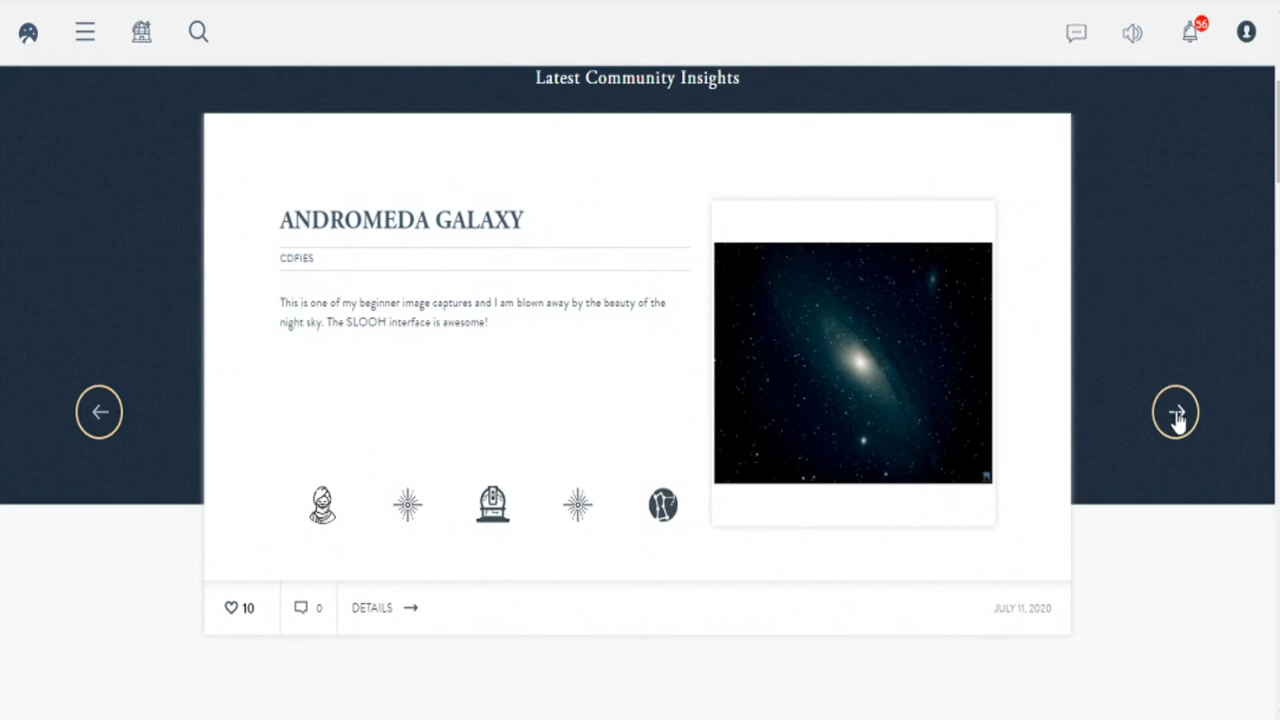 56
Latest Community Insights
ANDROMEDA GALAXY
CDFIES
This is one of my beginner image captures and I am blown away by the beauty of the
night sky. The SLOOH interface is awesome!
10
0
DETAILS
JULY 11, 2020